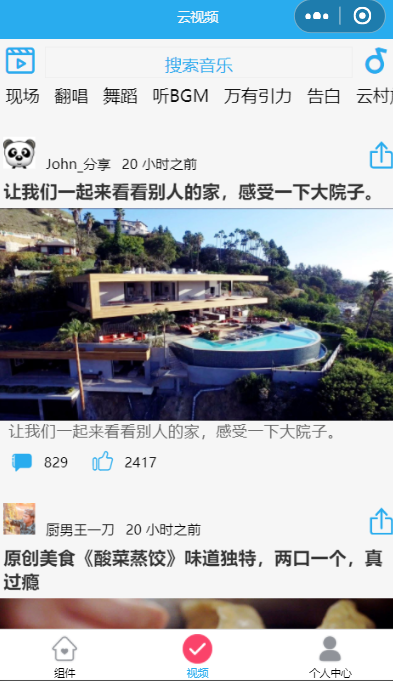 云视频
搜索音乐
现场 翻唱 舞蹈 听BGM 万有引力 告白 云村
John_分享 20 小时之前
让我们一起来看看别人的家，感受一下大院子。
让我们一起来看看别人的家，感受一下大院子。
829 2417
厨男王一刀 20 小时之前
原创美食《酸菜蒸饺》味道独特，两口一个，真
过瘾
组件 视频 个人中心